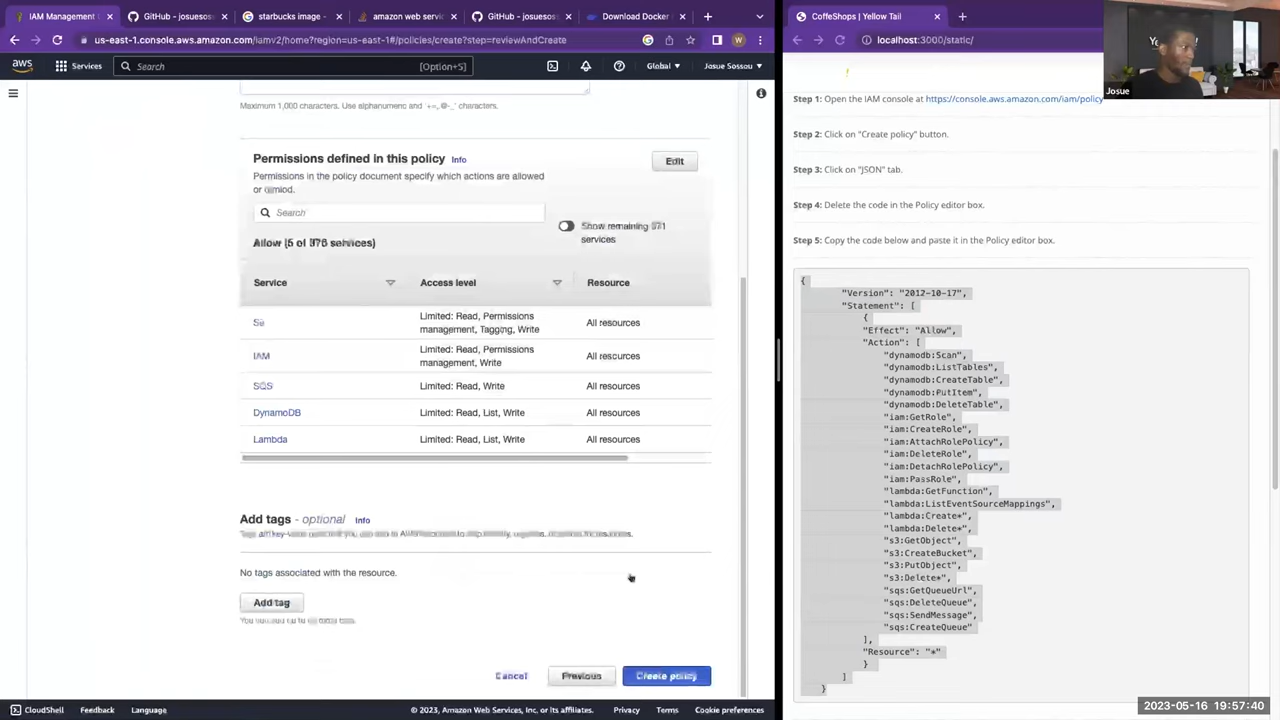 IAM Management
GitHub - josuesos
starbucks image -
amazon web servi
GitHub - josuesos
Download Docker
us-east-1.console.aws.amazon.com/iamv2/home?region=us-east-1#/policies/create?step=reviewAndCreate
W
aws
Services
Search
[Option+S]
Global
Josue Sossou
Maximum 1,000 characters. Use alphanumeric and '+=,.@-_' characters.
Permissions defined in this policy
Info
Edit
Permissions in the policy document specify which actions are allowed
or denied.
Search
Show remaining 371
services
Allow (5 of 376 services)
Service
Access level
Resource
S3
Limited: Read, Permissions
management, Tagging, Write
All resources
IAM
Limited: Read, Permissions
management, Write
All resources
SQS
Limited: Read, Write
All resources
DynamoDB
Limited: Read, List, Write
All resources
Lambda
Limited: Read, List, Write
All resources
Add tags - optional
Info
No tags associated with the resource.
Add tag
Cancel
Previous
Create policy
CloudShell
Feedback
Language
© 2023, Amazon Web Services, Inc. or its affiliates.
Privacy
Terms
Cookie preferences
CoffeShops | Yellow Tail
localhost:3000/static/
Josue
Step 1: Open the IAM console at https://console.aws.amazon.com/iam/policy
Step 2: Click on "Create policy" button.
Step 3: Click on "JSON" tab.
Step 4: Delete the code in the Policy editor box.
Step 5: Copy the code below and paste it in the Policy editor box.
{
"Version": "2012-10-17",
"Statement": [
{
"Effect": "Allow",
"Action": [
"dynamodb:Scan",
"dynamodb:ListTables",
"dynamodb:CreateTable",
"dynamodb:PutItem",
"dynamodb:DeleteTable",
"iam:GetRole",
"iam:CreateRole",
"iam:AttachRolePolicy",
"iam:DeleteRole",
"iam:DetachRolePolicy",
"iam:PassRole",
"lambda:GetFunction",
"lambda:ListEventSourceMappings",
"lambda:Create*",
"lambda:Delete*",
"s3:GetObject",
"s3:CreateBucket",
"s3:PutObject",
"s3:Delete*",
"sqs:GetQueueUrl",
"sqs:DeleteQueue",
"sqs:SendMessage",
"sqs:CreateQueue"
],
"Resource": "*"
}
]
}
2023-05-16 19:57:40